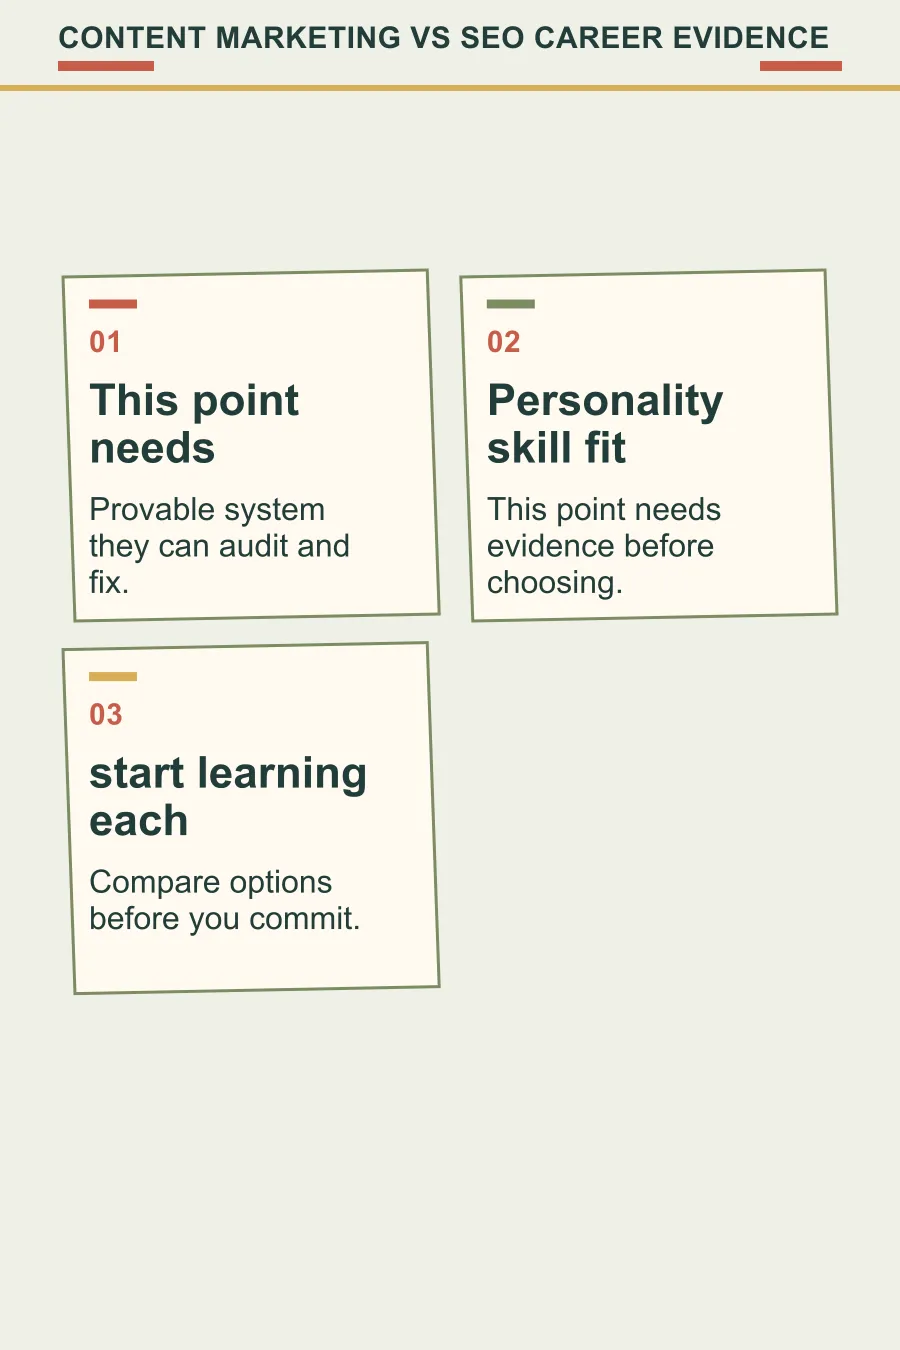 CONTENT MARKETING VS SEO CAREER EVIDENCE
01
This point
needs
Provable system
they can audit and
fix.
02
Personality
skill fit
This point needs
evidence before
choosing.
03
start learning
each
Compare options
before you commit.